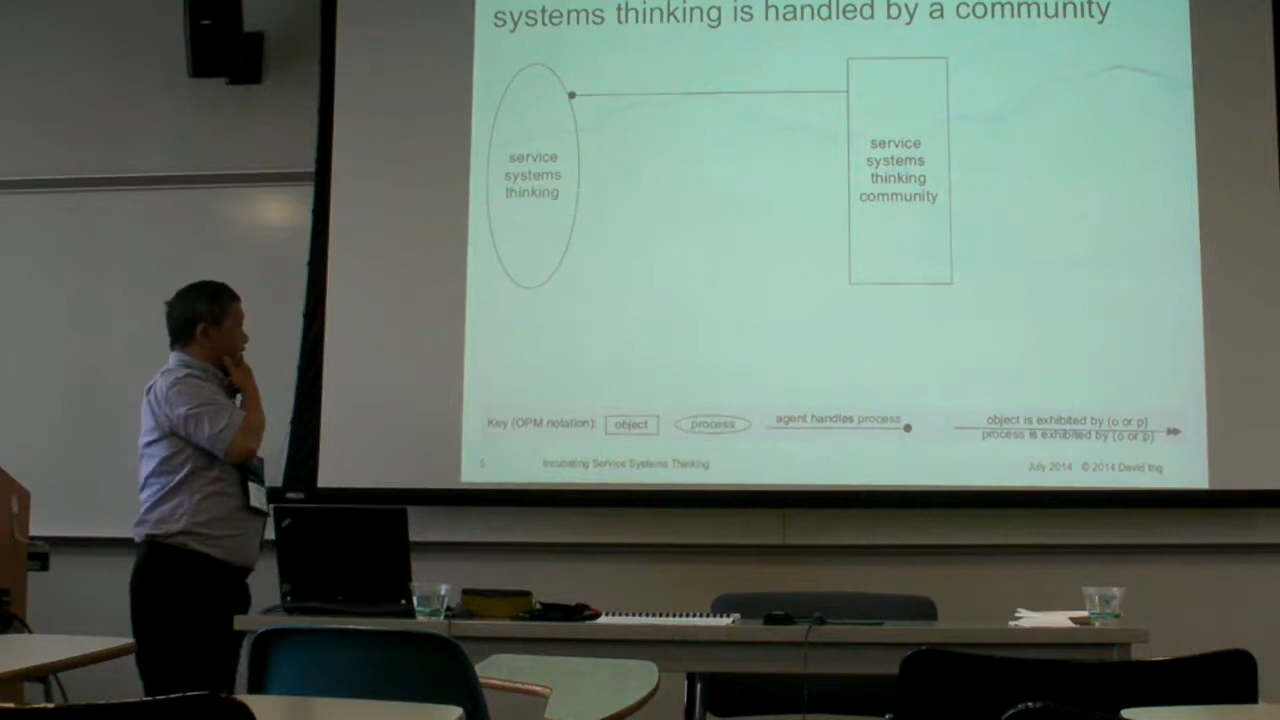 systems thinking is handled by a community
service
systems
thinking
service
systems
thinking
community
Key (OPM notation):
object
process
agent handles process
object is exhibited by (o or p)
process is exhibited by (o or p)
5
Incubating Service Systems Thinking
July 2014 © 2014 David Ing